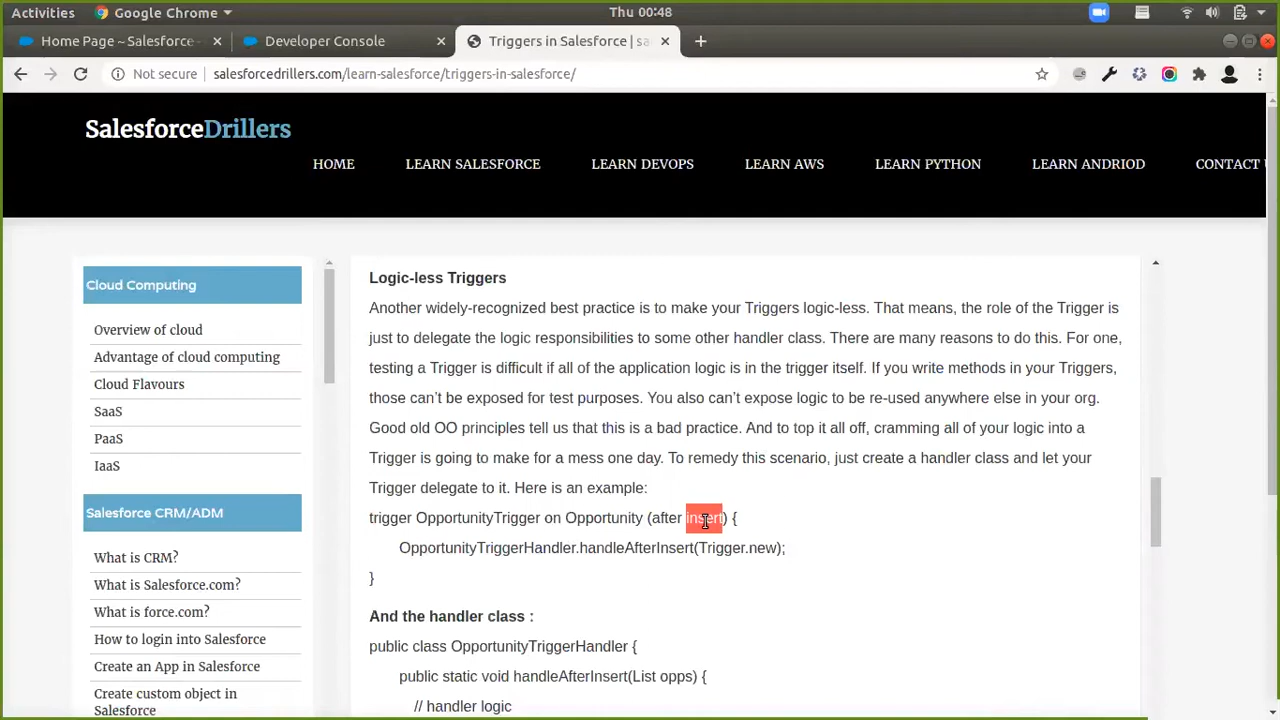 Activities Google Chrome Thu 00:48
Home Page ~ Salesforce - Developer Console Triggers in Salesforce | sa
Not secure salesforcedrillers.com/learn-salesforce/triggers-in-salesforce/
SalesforceDrillers
HOME LEARN SALESFORCE LEARN DEVOPS LEARN AWS LEARN PYTHON LEARN ANDRIOD CONTACT U
Cloud Computing
Overview of cloud
Advantage of cloud computing
Cloud Flavours
SaaS
PaaS
IaaS
Salesforce CRM/ADM
What is CRM?
What is Salesforce.com?
What is force.com?
How to login into Salesforce
Create an App in Salesforce
Create custom object in
Salesforce
Logic-less Triggers
Another widely-recognized best practice is to make your Triggers logic-less. That means, the role of the Trigger is
just to delegate the logic responsibilities to some other handler class. There are many reasons to do this. For one,
testing a Trigger is difficult if all of the application logic is in the trigger itself. If you write methods in your Triggers,
those can’t be exposed for test purposes. You also can’t expose logic to be re-used anywhere else in your org.
Good old OO principles tell us that this is a bad practice. And to top it all off, cramming all of your logic into a
Trigger is going to make for a mess one day. To remedy this scenario, just create a handler class and let your
Trigger delegate to it. Here is an example:
trigger OpportunityTrigger on Opportunity (after insert) {
OpportunityTriggerHandler.handleAfterInsert(Trigger.new);
}
And the handler class :
public class OpportunityTriggerHandler {
public static void handleAfterInsert(List opps) {
// handler logic